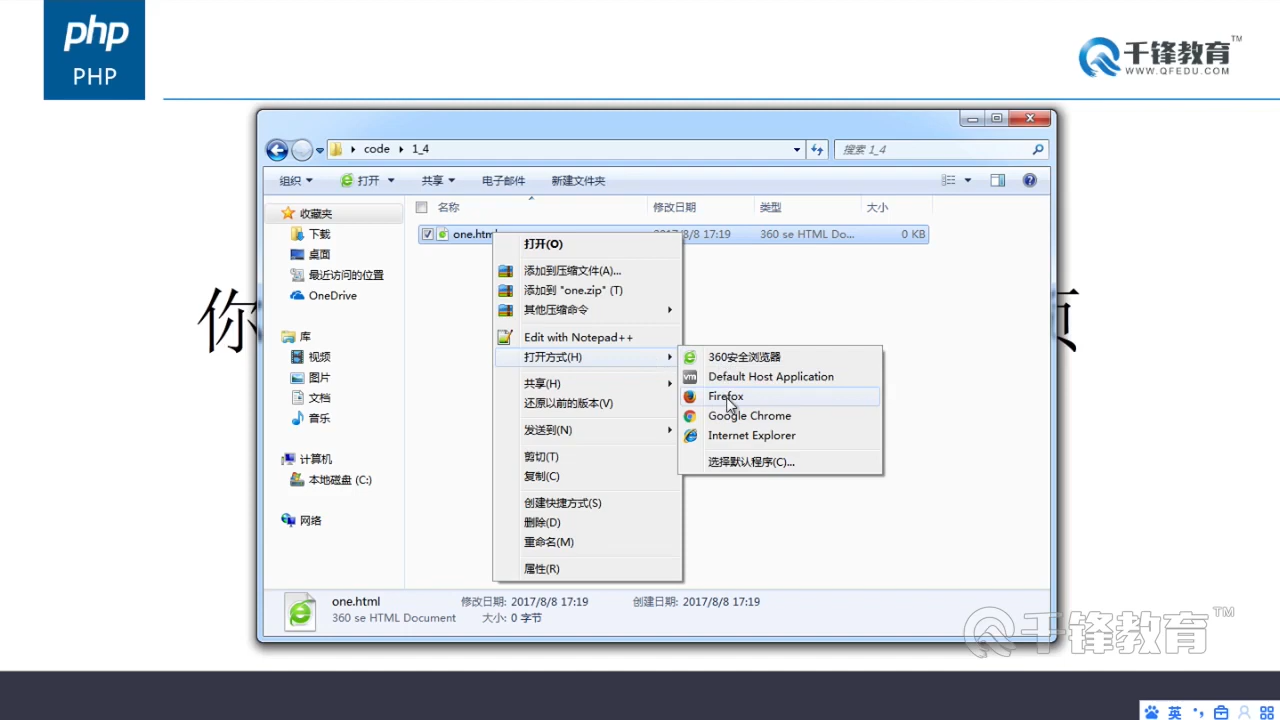 php
PHP
千锋教育™
WWW.QFEDU.COM
code 1_4
搜索 1_4
组织 打开 共享 电子邮件 新建文件夹
名称 修改日期 类型 大小
one.html 2017/8/8 17:19 360 se HTML Do... 0 KB
收藏夹
下载
桌面
最近访问的位置
OneDrive
库
视频
图片
文档
音乐
计算机
本地磁盘 (C:)
网络
打开(O)
添加到压缩文件(A)...
添加到 "one.zip" (T)
其他压缩命令
Edit with Notepad++
打开方式(H)
共享(H)
还原以前的版本(V)
发送到(N)
剪切(T)
复制(C)
创建快捷方式(S)
删除(D)
重命名(M)
属性(R)
360安全浏览器
vm Default Host Application
Firefox
Google Chrome
Internet Explorer
选择默认程序(C)...
你
one.html 修改日期: 2017/8/8 17:19 创建日期: 2017/8/8 17:19
360 se HTML Document 大小: 0 字节
千锋教育™
英